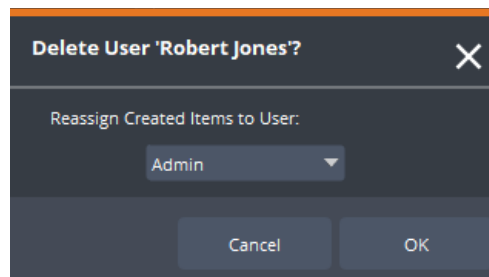 Delete User 'Robert Jones'?
Reassign Created Items to User:
Admin
Cancel OK